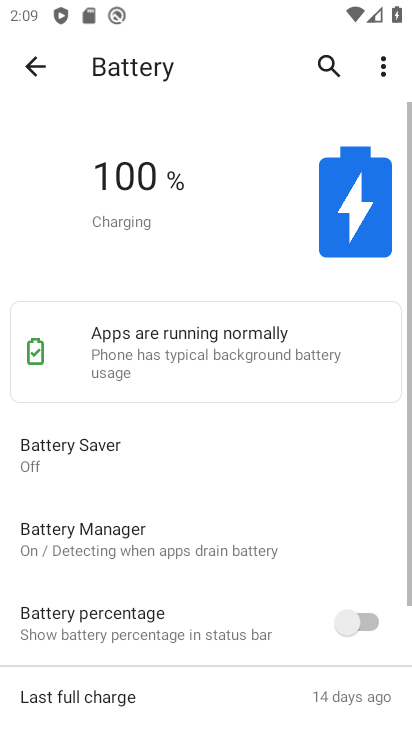 2:09
Battery
100 %
Charging
Apps are running normally
Phone has typical background battery
usage
Battery Saver
Off
Battery Manager
On / Detecting when apps drain battery
Battery percentage
Show battery percentage in status bar
Last full charge
14 days ago